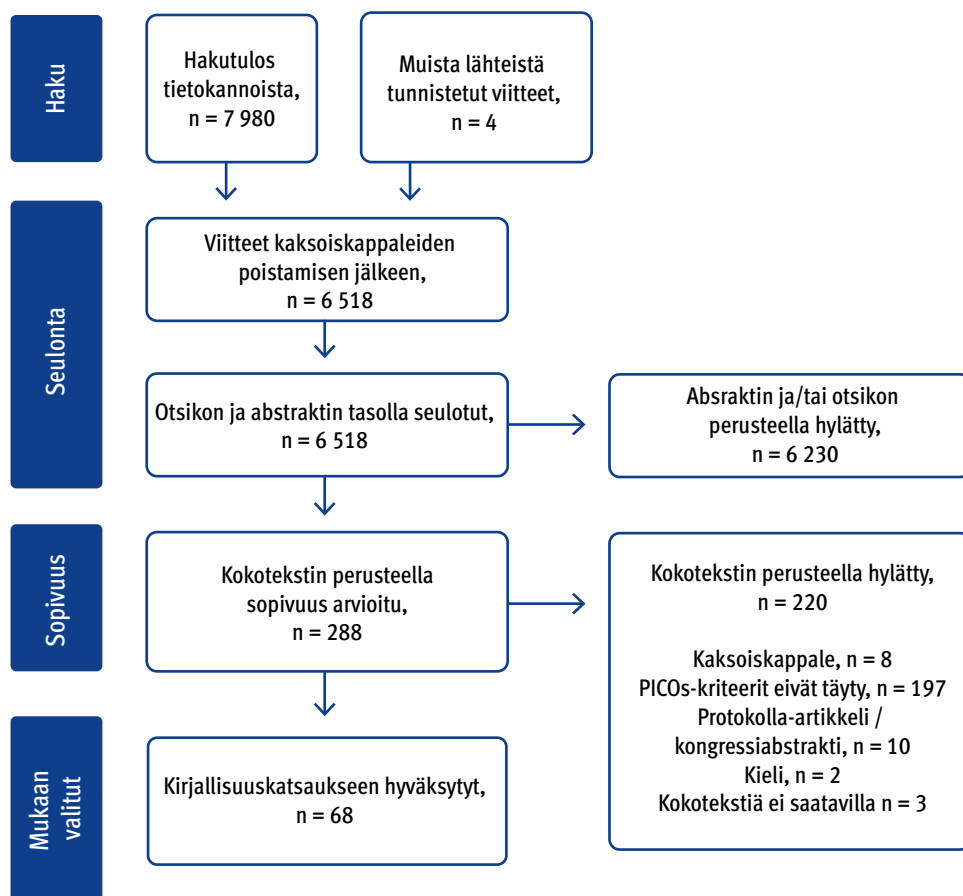 Haku
Hakutulos
tietokannoista,
n = 7 980
Muista lähteistä
tunnistetut viitteet,
n = 4
Seulonta
Viitteet kaksoiskappaleiden
poistamisen jälkeen,
n = 6 518
Otsikon ja abstraktin tasolla seulotut,
n = 6 518
Absraktin ja/tai otsikon
perusteella hylätty,
n = 6 230
Sopivuus
Kokotekstin perusteella
sopivuus arvioitu,
n = 288
Kokotekstin perusteella hylätty,
n = 220
Kaksoiskappale, n = 8
PICOs-kriteerit eivät täyty, n = 197
Protokolla-artikkeli /
kongressiabstrakti, n = 10
Kieli, n = 2
Kokotekstiä ei saatavilla n = 3
Mukaan
valitut
Kirjallisuuskatsaukseen hyväksytyt,
n = 68